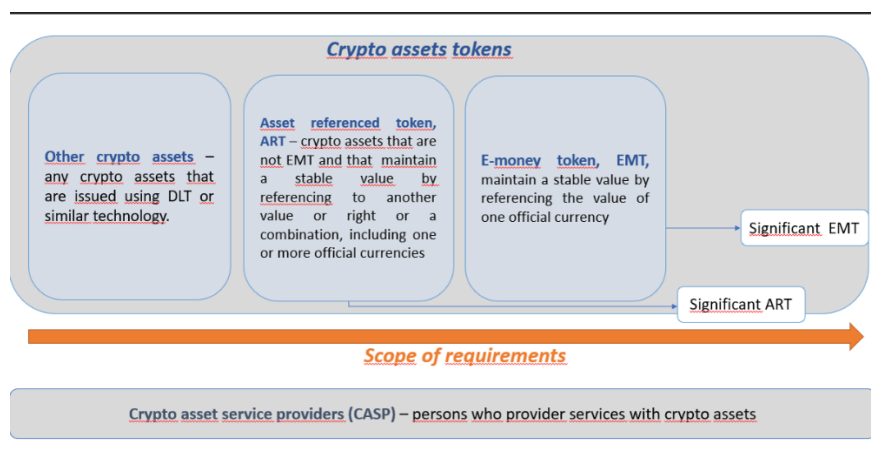 Crypto assets tokens
Other crypto assets –
any crypto assets that
are issued using DLT or
similar technology.
Asset referenced token,
ART – crypto assets that are
not EMT and that maintain
a stable value by
referencing to another
value or right or a
combination, including one
or more official currencies
E-money token, EMT,
maintain a stable value by
referencing the value of
one official currency
Significant EMT
Significant ART
Scope of requirements
Crypto asset service providers (CASP) – persons who provider services with crypto assets